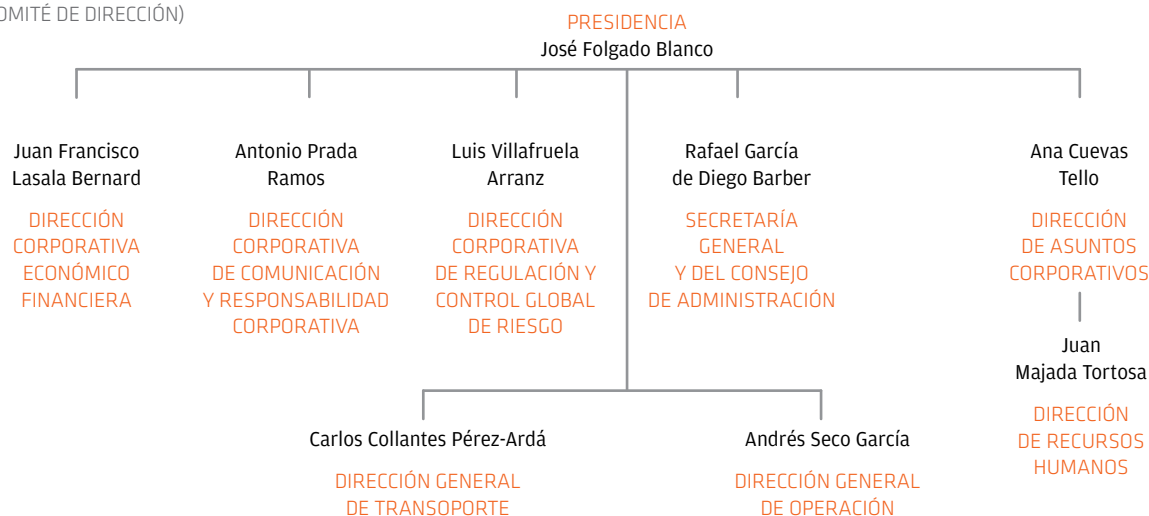 OMITÉ DE DIRECCIÓN)
PRESIDENCIA
José Folgado Blanco
Juan Francisco
Lasala Bernard
DIRECCIÓN
CORPORATIVA
ECONÓMICO
FINANCIERA
Antonio Prada
Ramos
DIRECCIÓN
CORPORATIVA
DE COMUNICACIÓN
Y RESPONSABILIDAD
CORPORATIVA
Luis Villafruela
Arranz
DIRECCIÓN
CORPORATIVA
DE REGULACIÓN Y
CONTROL GLOBAL
DE RIESGO
Rafael García
de Diego Barber
SECRETARÍA
GENERAL
Y DEL CONSEJO
DE ADMINISTRACIÓN
Ana Cuevas
Tello
DIRECCIÓN
DE ASUNTOS
CORPORATIVOS
Juan
Majada Tortosa
DIRECCIÓN
DE RECURSOS
HUMANOS
Carlos Collantes Pérez-Ardá
DIRECCIÓN GENERAL
DE TRANSOPORTE
Andrés Seco García
DIRECCIÓN GENERAL
DE OPERACIÓN